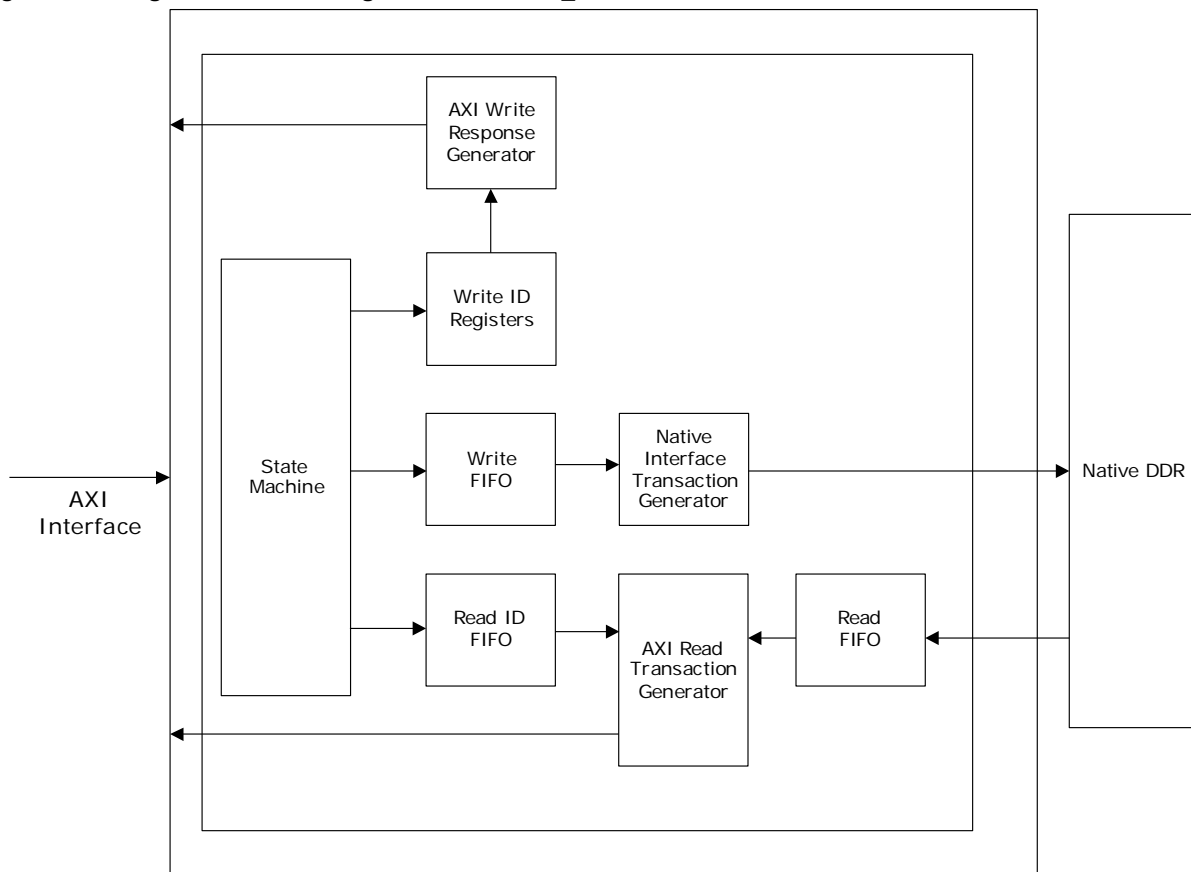 AXI Write
Response
Generator
Write ID
Registers
State
Machine
Write
FIFO
Native
Interface
Transaction
Generator
Native DDR
AXI
Interface
Read ID
FIFO
AXI Read
Transaction
Generator
Read
FIFO